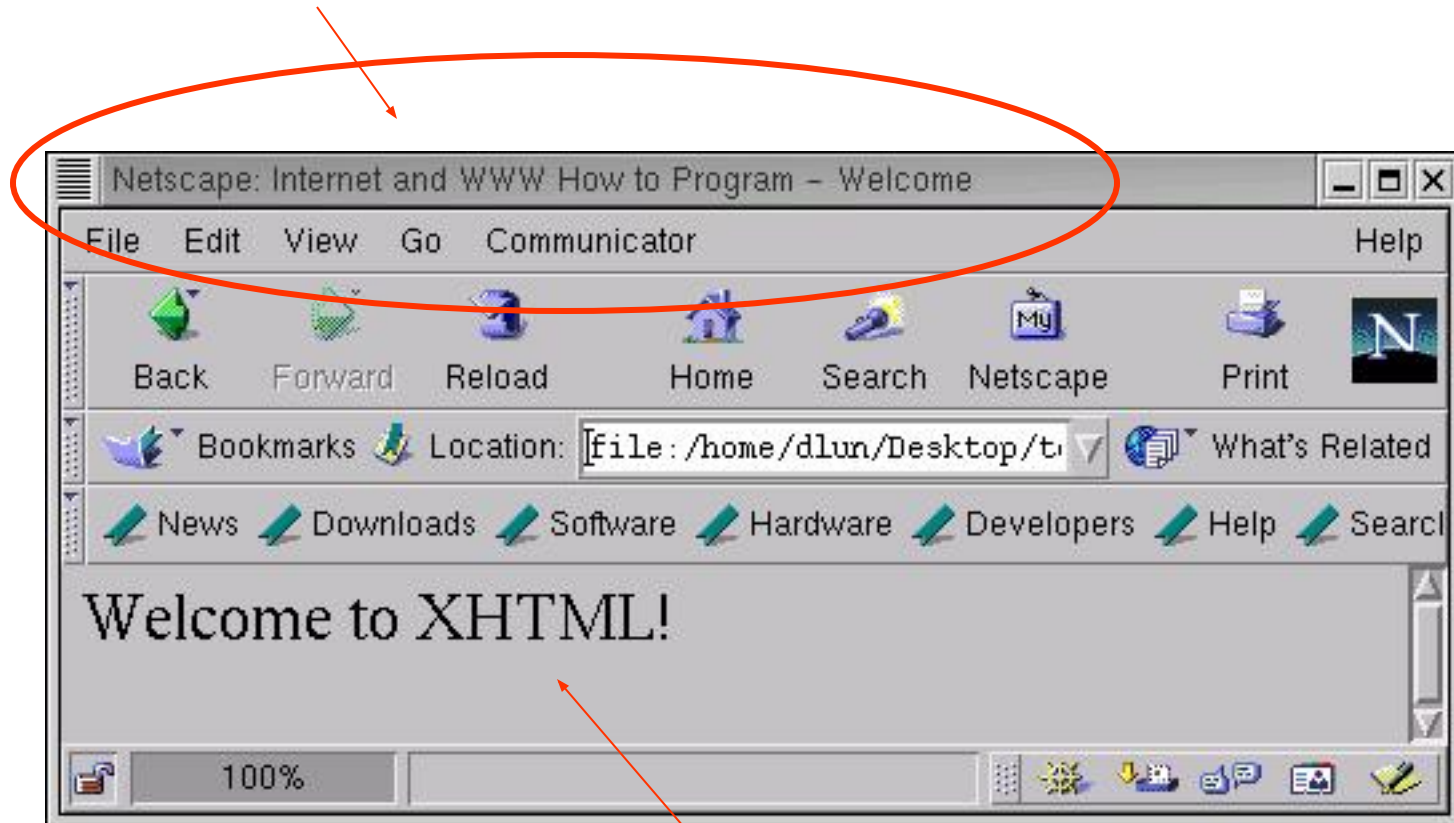 Netscape: Internet and WWW How to Program – Welcome
File Edit View Go Communicator Help
My N
Back Forward Reload Home Search Netscape Print
Bookmarks Location: file:/home/dlun/Desktop/t What's Related
News Downloads Software Hardware Developers Help Search
Welcome to XHTML!
100%